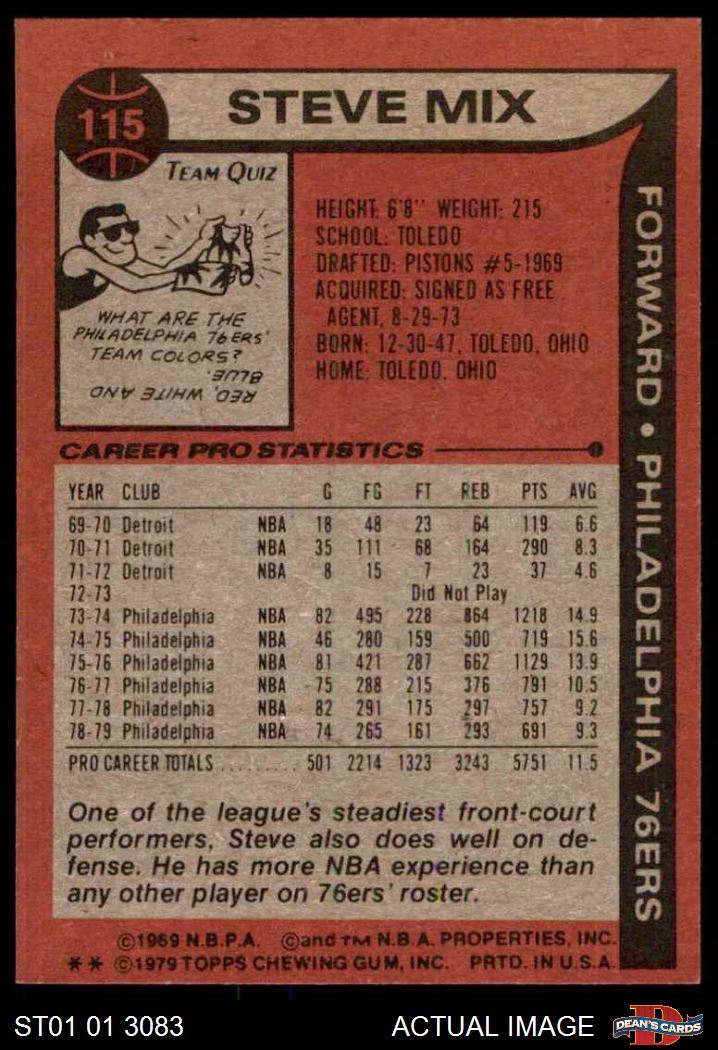 115
STEVE MIX
TEAM QUIZ
WHAT ARE THE
PHILADELPHIA 76ERS'
TEAM COLORS?
RED, WHITE AND
BLUE.
HEIGHT: 6'8" WEIGHT: 215
SCHOOL: TOLEDO
DRAFTED: PISTONS #5-1969
ACQUIRED: SIGNED AS FREE
AGENT, 8-29-73
BORN: 12-30-47, TOLEDO, OHIO
HOME: TOLEDO, OHIO
FORWARD • PHILADELPHIA 76ERS
CAREER PRO STATISTICS
YEAR CLUB G FG FT REB PTS AVG
69-70 Detroit NBA 18 48 23 64 119 6.6
70-71 Detroit NBA 35 111 68 164 290 8.3
71-72 Detroit NBA 8 15 7 23 37 4.6
72-73 Did Not Play
73-74 Philadelphia NBA 82 495 228 864 1218 14.9
74-75 Philadelphia NBA 46 280 159 500 719 15.6
75-76 Philadelphia NBA 81 421 287 662 1129 13.9
76-77 Philadelphia NBA 75 288 215 376 791 10.5
77-78 Philadelphia NBA 82 291 175 297 757 9.2
78-79 Philadelphia NBA 74 265 161 293 691 9.3
PRO CAREER TOTALS ......... 501 2214 1323 3243 5751 11.5
One of the league's steadiest front-court
performers, Steve also does well on de-
fense. He has more NBA experience than
any other player on 76ers' roster.
©1969 N.B.P.A. ©and TM N.B.A. PROPERTIES, INC.
** ©1979 TOPPS CHEWING GUM, INC. PRTD. IN U.S.A.
ST01 01 3083 ACTUAL IMAGE
D
DEAN'S CARDS